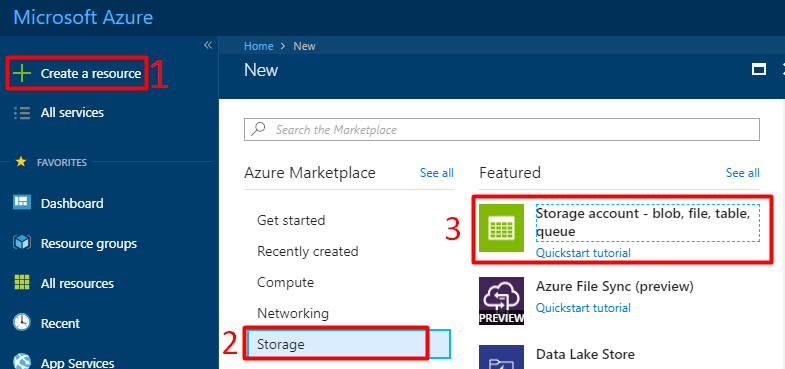 Microsoft Azure
«
Home > New
Create a resource
1
New
All services
Search the Marketplace
FAVORITES
Azure Marketplace See all
Featured See all
Dashboard
Resource groups
All resources
Recent
App Services
Get started
Recently created
Compute
Networking
2
Storage
3
Storage account - blob, file, table,
queue
Quickstart tutorial
PREVIEW
Azure File Sync (preview)
Quickstart tutorial
Data Lake Store